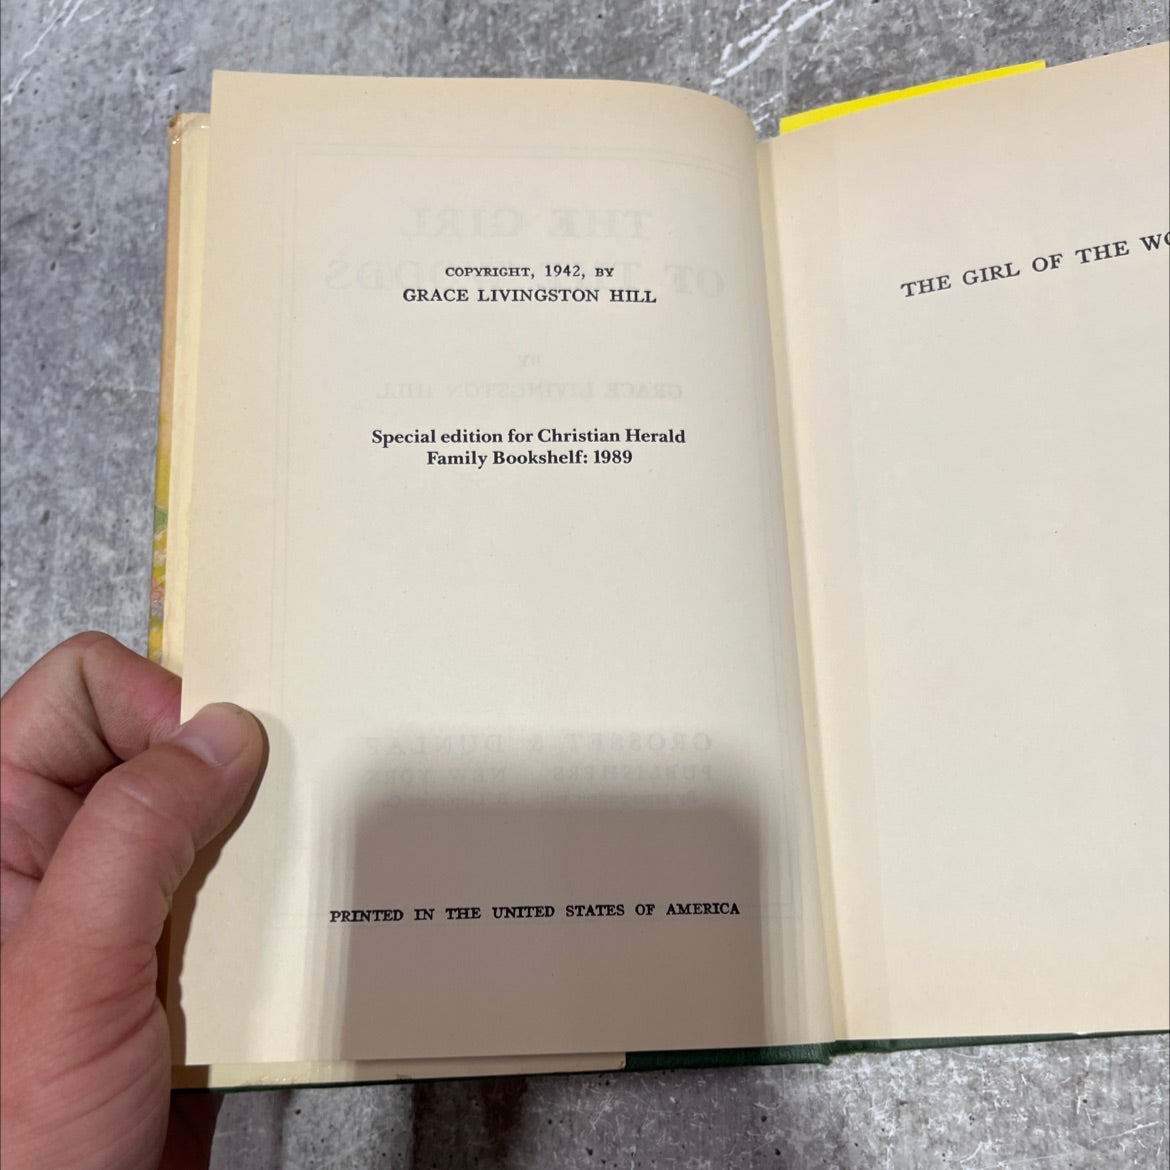 COPYRIGHT, 1942, BY
GRACE LIVINGSTON HILL
Special edition for Christian Herald
Family Bookshelf: 1989
PRINTED IN THE UNITED STATES OF AMERICA
THE GIRL OF THE WO